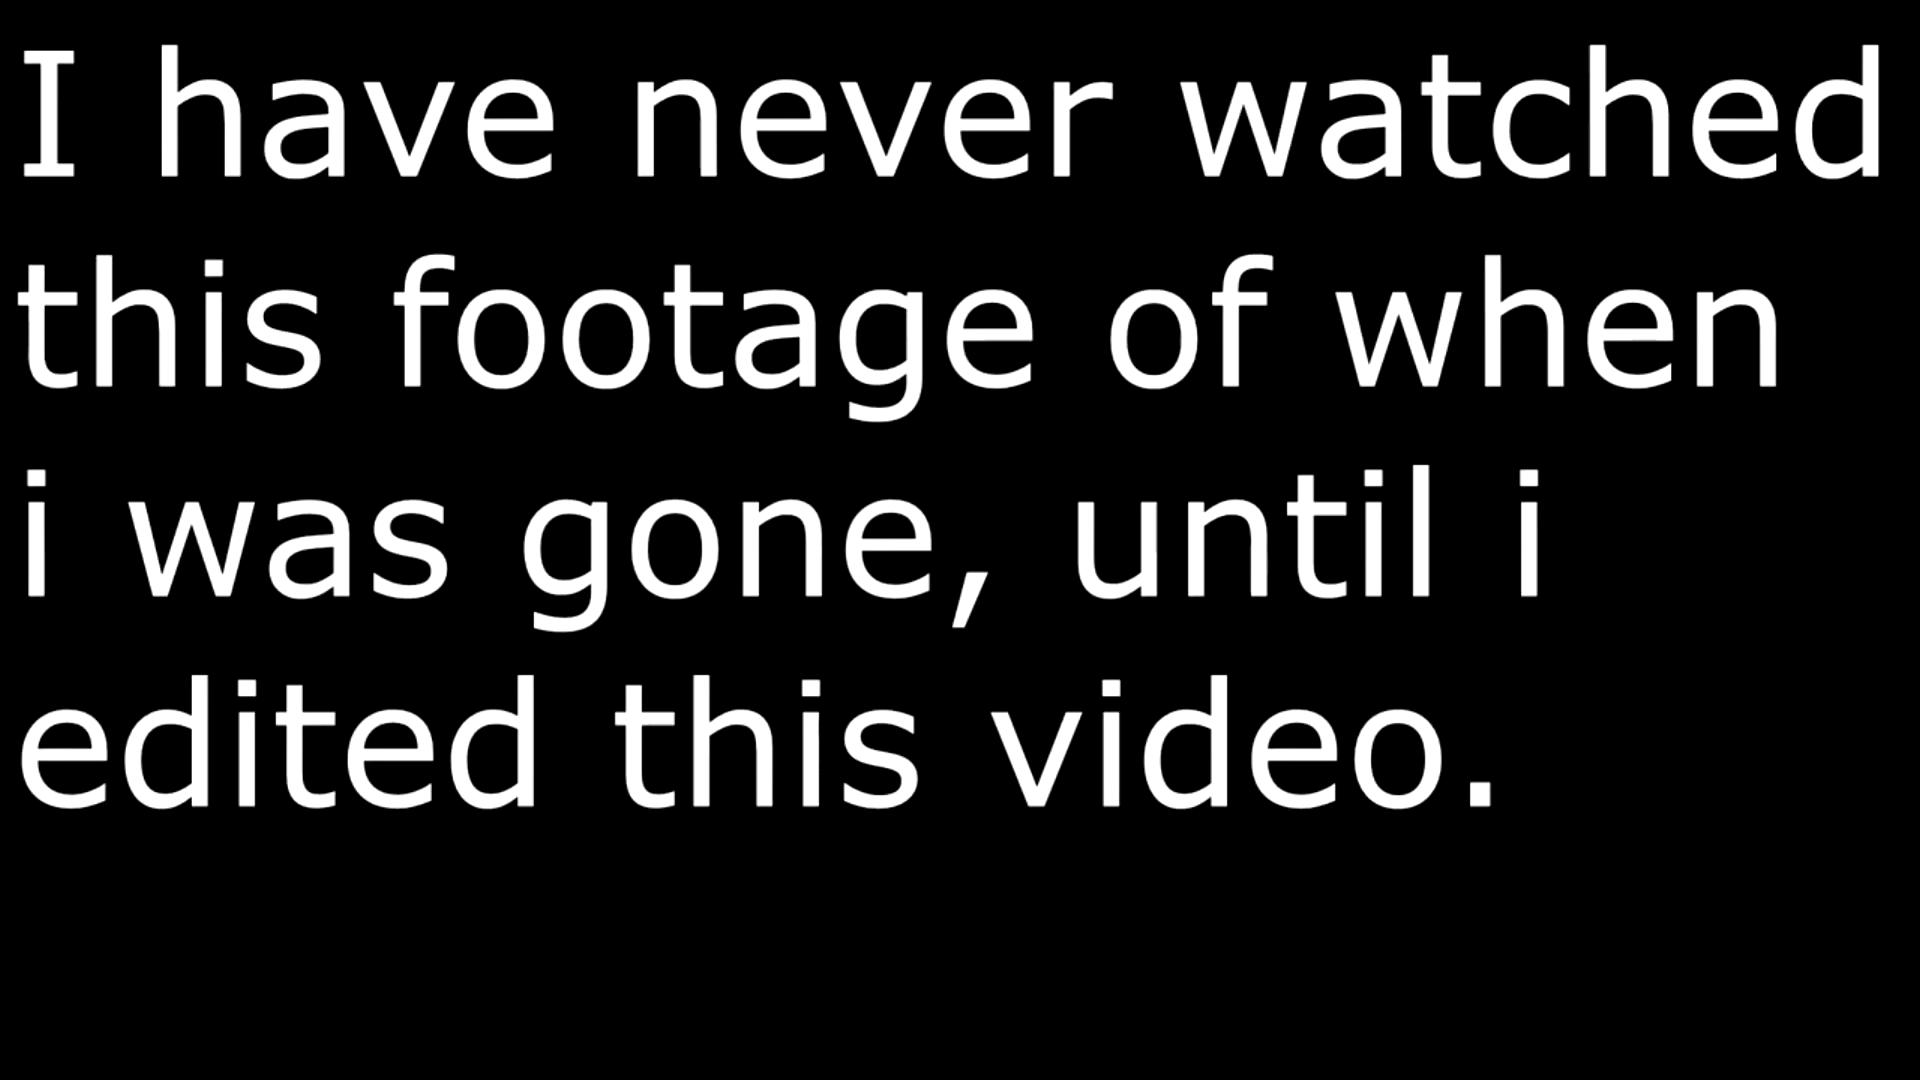 I have never watched
this footage of when
i was gone, until i
edited this video.